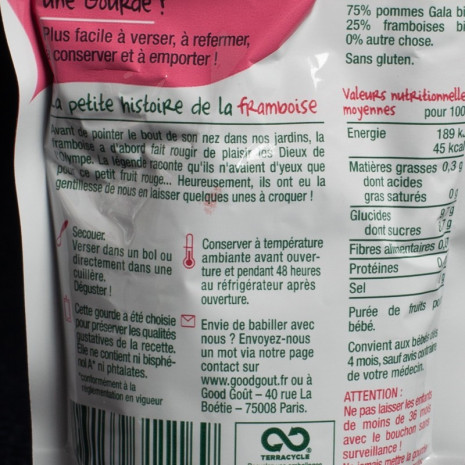 une Gourde !
Plus facile à verser, à refermer,
conserver et à emporter !
la petite histoire de la framboise
Avant de pointer le bout de son nez dans nos jardins, la
framboise a d'abord fait rougir de plaisir les Dieux de
l'Olympe. La légende raconte qu'ils n'avaient d'yeux que
pour ce petit fruit rouge... Heureusement, ils ont eu la
gentillesse de nous en laisser quelques unes à croquer !
Secouer.
Verser dans un bol ou
directement dans une
cuillère.
Déguster !
Cette gourde a été choisie
pour préserver les qualités
gustatives de la recette.
Elle ne contient ni bisphé-
nol A* ni phtalates.
*conformément à la
réglementation en vigueur
Conserver à température
ambiante avant ouver-
ture et pendant 48 heures
au réfrigérateur après
ouverture.
Envie de babiller avec
nous ? Envoyez-nous
un mot via notre page
contact sur
www.goodgout.fr ou à
Good Goût – 40 rue La
Boétie – 75008 Paris.
TERRACYCLE
75% pommes Gala bi
25% framboises bi
0% autre chose.
Sans gluten.
Valeurs nutritionnelle
moyennes pour 100
Energie 189 k
45 kcal
Matières grasses 0,3 g
dont acides
gras saturés 0g
Glucides
dont sucres
Fibres alimentaires
Protéines
Sel
Purée de fruits
bébé.
Convient aux bébés
4 mois, sauf avis contraire
de votre médecin.
ATTENTION :
Ne pas laisser les enfants
de moins de 36 mois
avec le bouchon sans
surveillance !